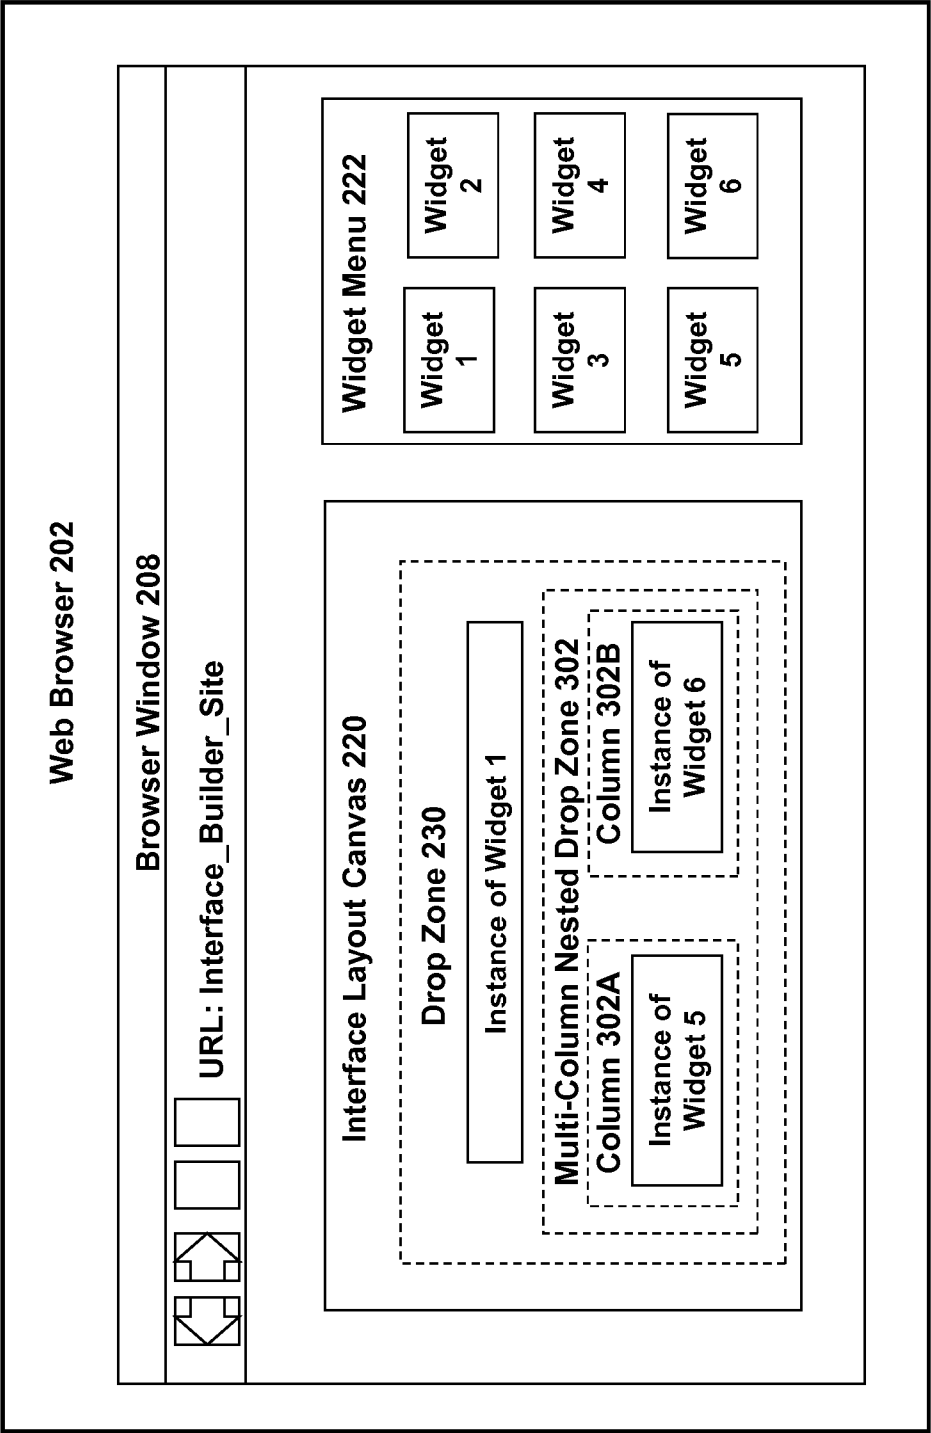 Web Browser 202
Browser Window 208
URL: Interface_Builder_Site
Interface Layout Canvas 220
Drop Zone 230
Instance of Widget 1
Multi-Column Nested Drop Zone 302
Column 302A
Instance of
Widget 5
Column 302B
Instance of
Widget 6
Widget Menu 222
Widget
1
Widget
2
Widget
3
Widget
4
Widget
5
Widget
6